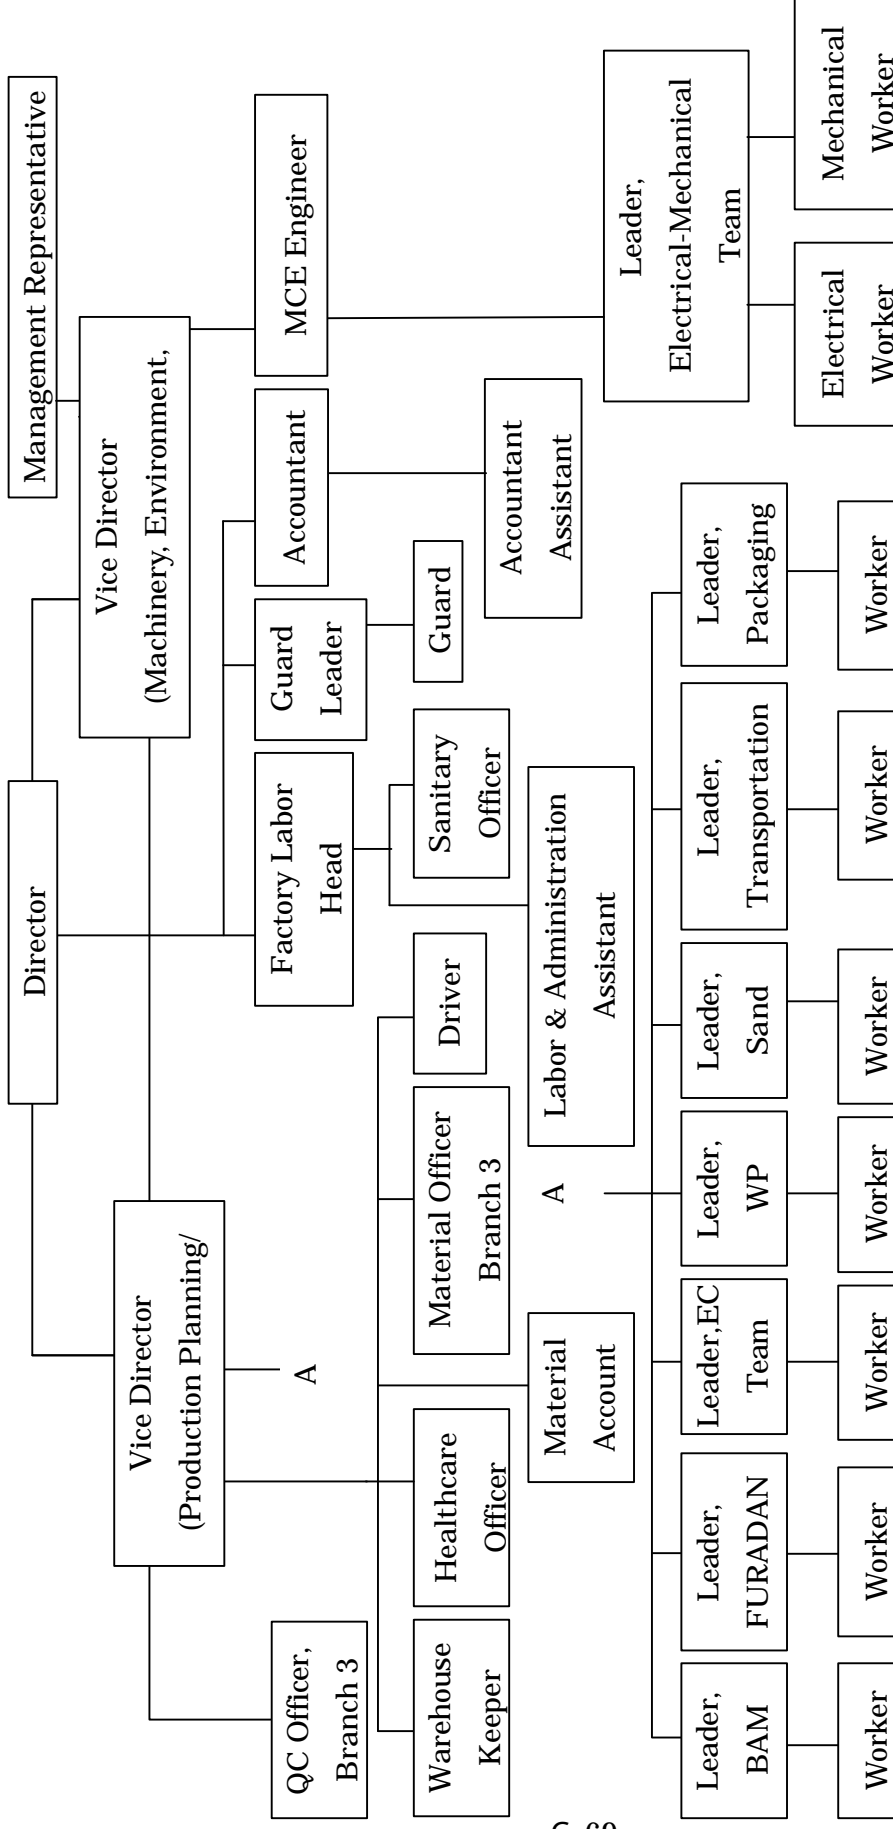 Director
Management Representative
Vice Director
(Production Planning/
Vice Director
(Machinery, Environment,
A
QC Officer,
Branch 3
Factory Labor
Head
Guard
Leader
Accountant
MCE Engineer
Warehouse
Keeper
Healthcare
Officer
Material Officer
Branch 3
Driver
Sanitary
Officer
Guard
Accountant
Assistant
Material
Account
A
Labor & Administration
Assistant
Leader,
Electrical-Mechanical
Team
Leader,
BAM
Leader,
FURADAN
Leader,EC
Team
Leader,
WP
Leader,
Sand
Leader,
Transportation
Leader,
Packaging
Electrical
Worker
Mechanical
Worker
Worker
Worker
Worker
Worker
Worker
Worker
Worker